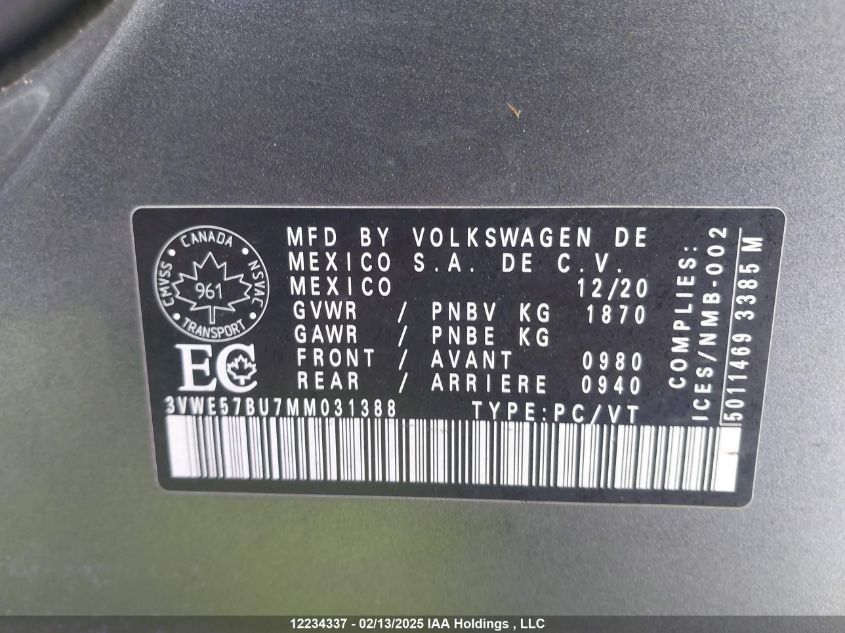 CMVSS
CANADA
NSVAC
961
TRANSPORT
EC
MFD BY VOLKSWAGEN DE
MEXICO S.A. DE C.V.
MEXICO 12/20
GVWR / PNBV KG 1870
GAWR / PNBE KG
FRONT / AVANT 0980
REAR / ARRIERE 0940
3VWE57BU7MM031388 TYPE:PC/VT
COMPLIES:
ICES/NMB-002
5011469 3385 M
12234337 - 02/13/2025 IAA Holdings , LLC